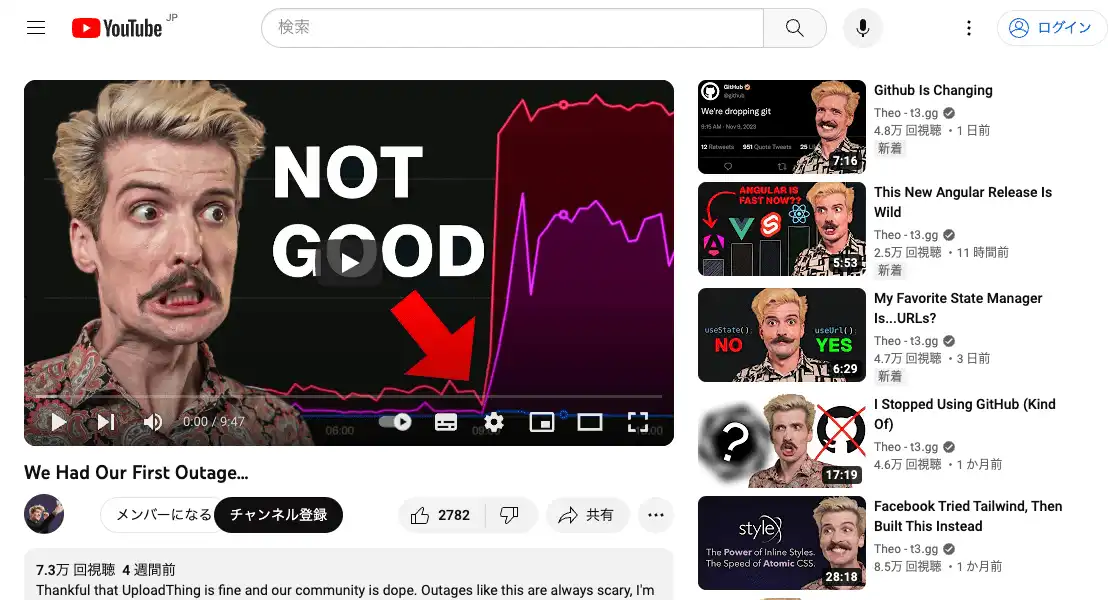 YouTube JP
検索
ログイン
NOT
GOOD
06:00
0:00 / 9:47
We Had Our First Outage…
メンバーになる
チャンネル登録
2782
共有
7.3万 回視聴 4 週間前
Thankful that UploadThing is fine and our community is dope. Outages like this are always scary, I'm
GitHub
@github
We're dropping git
9:15 AM · Nov 9, 2023
12 Retweets 951 Quote Tweets
7:16
Github Is Changing
Theo - t3․gg
4.8万 回視聴 ・1 日前
新着
ANGULAR IS
FAST NOW??
5:53
This New Angular Release Is
Wild
Theo - t3․gg
2.5万 回視聴 ・11 時間前
新着
useState();
NO
useUrl();
YES
6:29
My Favorite State Manager
Is...URLs?
Theo - t3․gg
4.7万 回視聴 ・3 日前
新着
?
17:19
I Stopped Using GitHub (Kind
Of)
Theo - t3․gg
4.6万 回視聴 ・1 か月前
styleX
The Power of Inline Styles.
The Speed of Atomic CSS.
28:18
Facebook Tried Tailwind, Then
Built This Instead
Theo - t3․gg
8.5万 回視聴 ・1 か月前